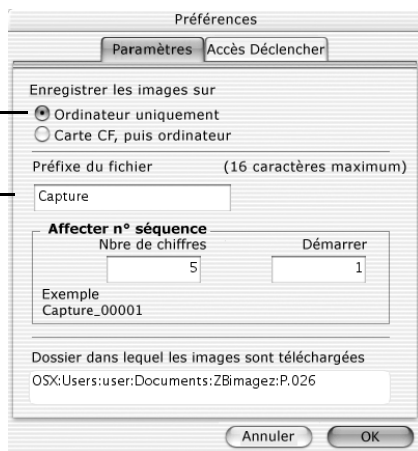 Préférences
Paramètres Accès Déclencher
Enregistrer les images sur
Ordinateur uniquement
Carte CF, puis ordinateur
Préfixe du fichier (16 caractères maximum)
Capture
Affecter n° séquence
Nbre de chiffres Démarrer
5 1
Exemple
Capture_00001
Dossier dans lequel les images sont téléchargées
OSX:Users:user:Documents:ZBimagez:P.026
Annuler OK